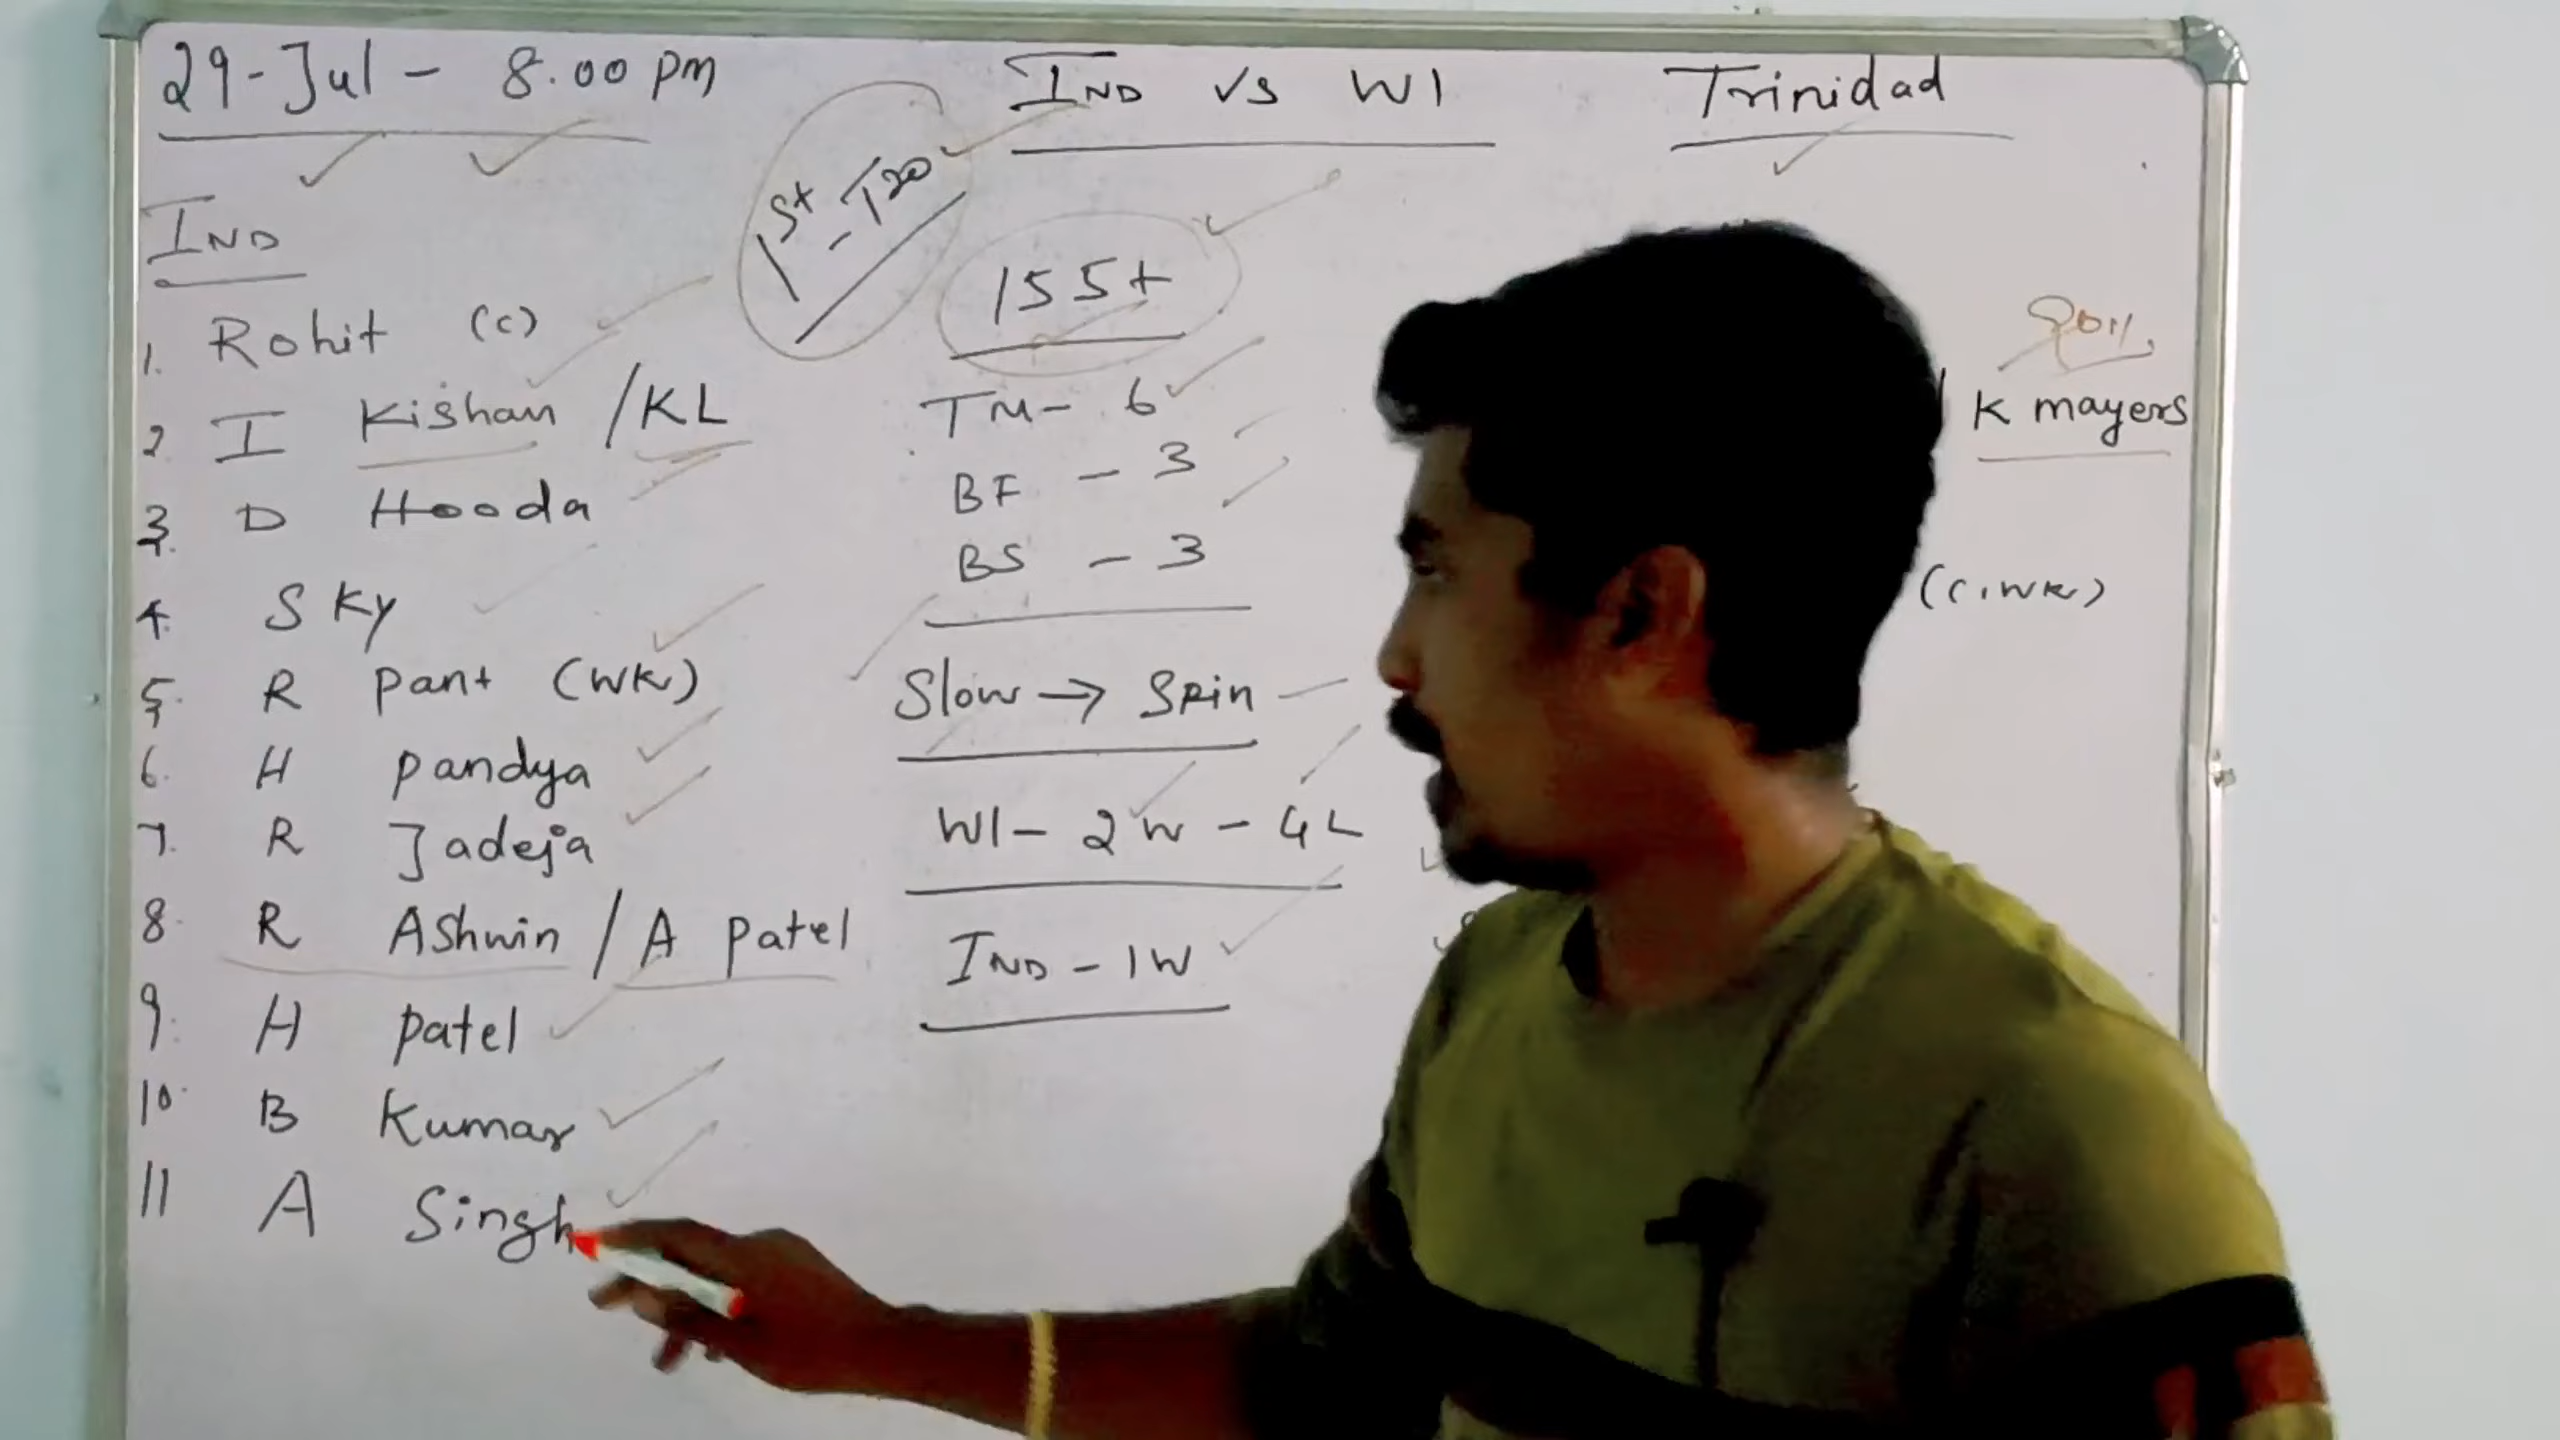 29-Jul - 8.00 PM
IND vs WI
Trinidad
1st - T20
IND
1. Rohit (c)
2. I Kishan / KL
3. D Hooda
4. SKy
5. R Pant (WK)
6. H Pandya
7. R Jadeja
8. R Ashwin / A Patel
9. H Patel
10. B Kumar
11 A Singh
155+
TM - 6
BF - 3
BS - 3
Slow → Spin
WI - 2W - 4L
IND - 1W
K mayers
(C, WK)